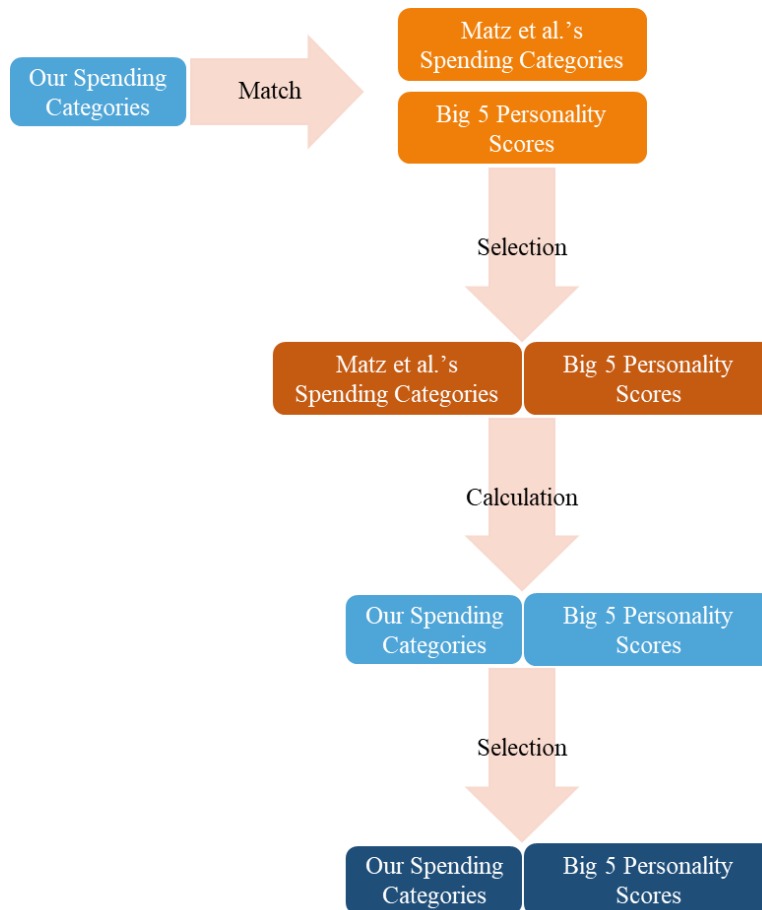 Matz et al.’s
Spending Categories
Our Spending
Categories
Match
Big 5 Personality
Scores
Selection
Matz et al.’s
Spending Categories
Big 5 Personality
Scores
Calculation
Our Spending
Categories
Big 5 Personality
Scores
Selection
Our Spending
Categories
Big 5 Personality
Scores